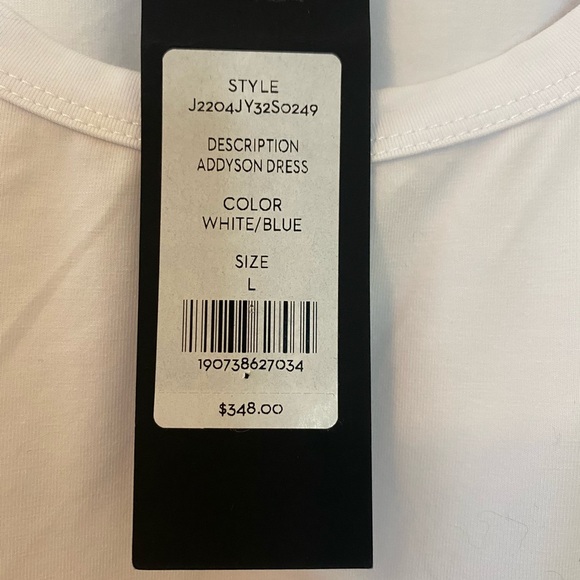 STYLE
J2204JY32S0249
DESCRIPTION
ADDYSON DRESS
COLOR
WHITE/BLUE
SIZE
L
190738627034
$348.00